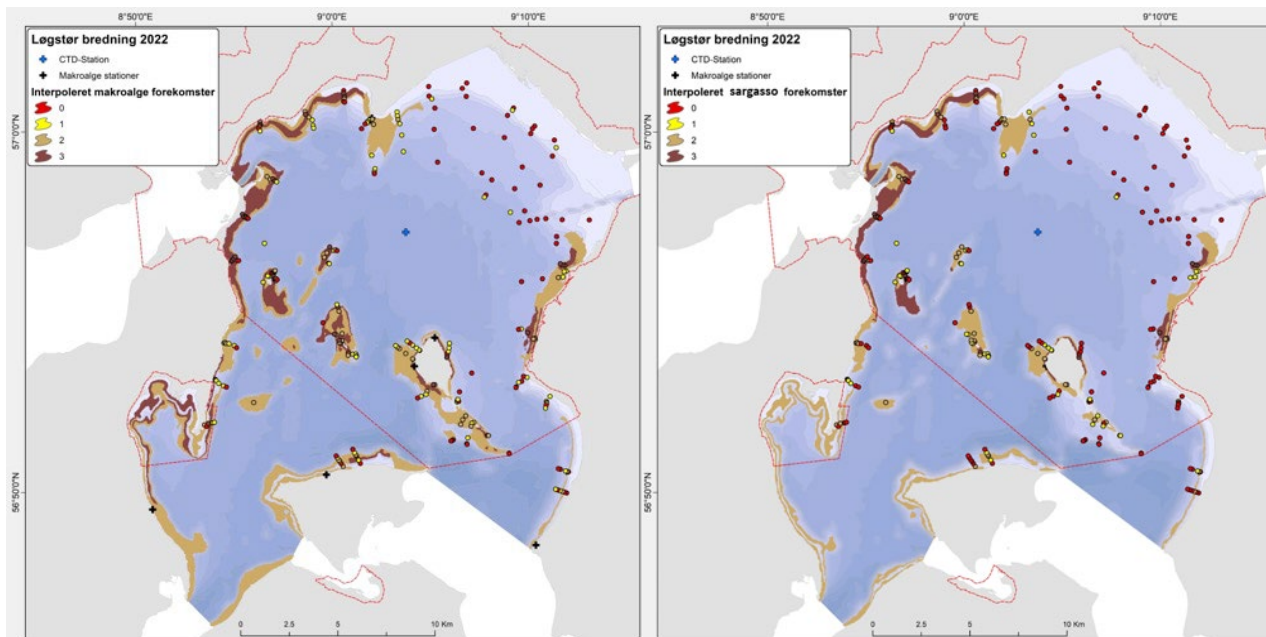 8°50'0"E
9°0'0"E
9°10'0"E
Løgstør bredning 2022
CTD-Station
Makroalge stationer
Interpoleret makroalge forekomster
0
1
2
3
57°0'0"N
56°50'0"N
0 2.5 5 10 Km
8°50'0"E
9°0'0"E
9°10'0"E
Løgstør bredning 2022
CTD-Station
Makroalge stationer
Interpoleret sargasso forekomster
0
1
2
3
57°0'0"N
56°50'0"N
0 2.5 5 10 Km